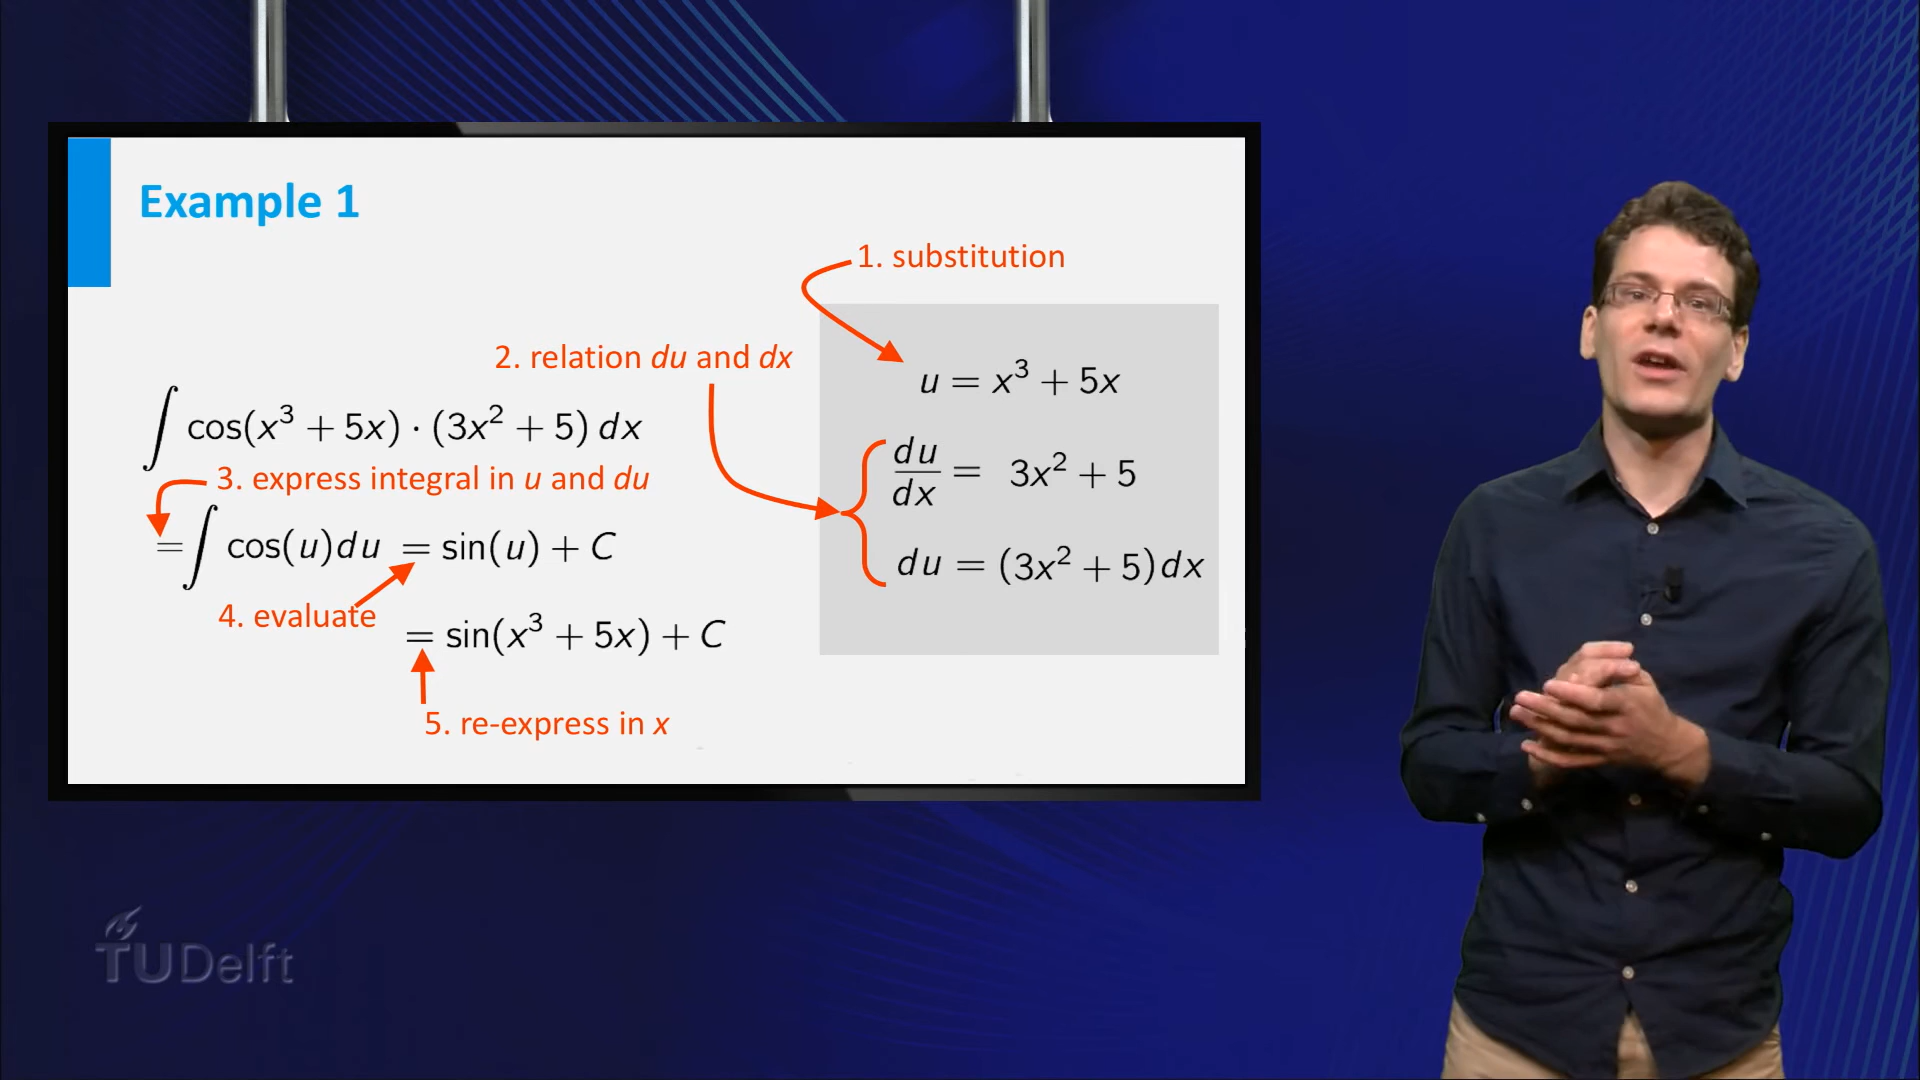 Example 1
1. substitution
2. relation du and dx
u = x³ + 5x
∫ cos(x³ + 5x) · (3x² + 5) dx
du/dx = 3x² + 5
3. express integral in u and du
= ∫ cos(u)du = sin(u) + C
du = (3x² + 5)dx
4. evaluate
= sin(x³ + 5x) + C
5. re-express in x
TUDelft